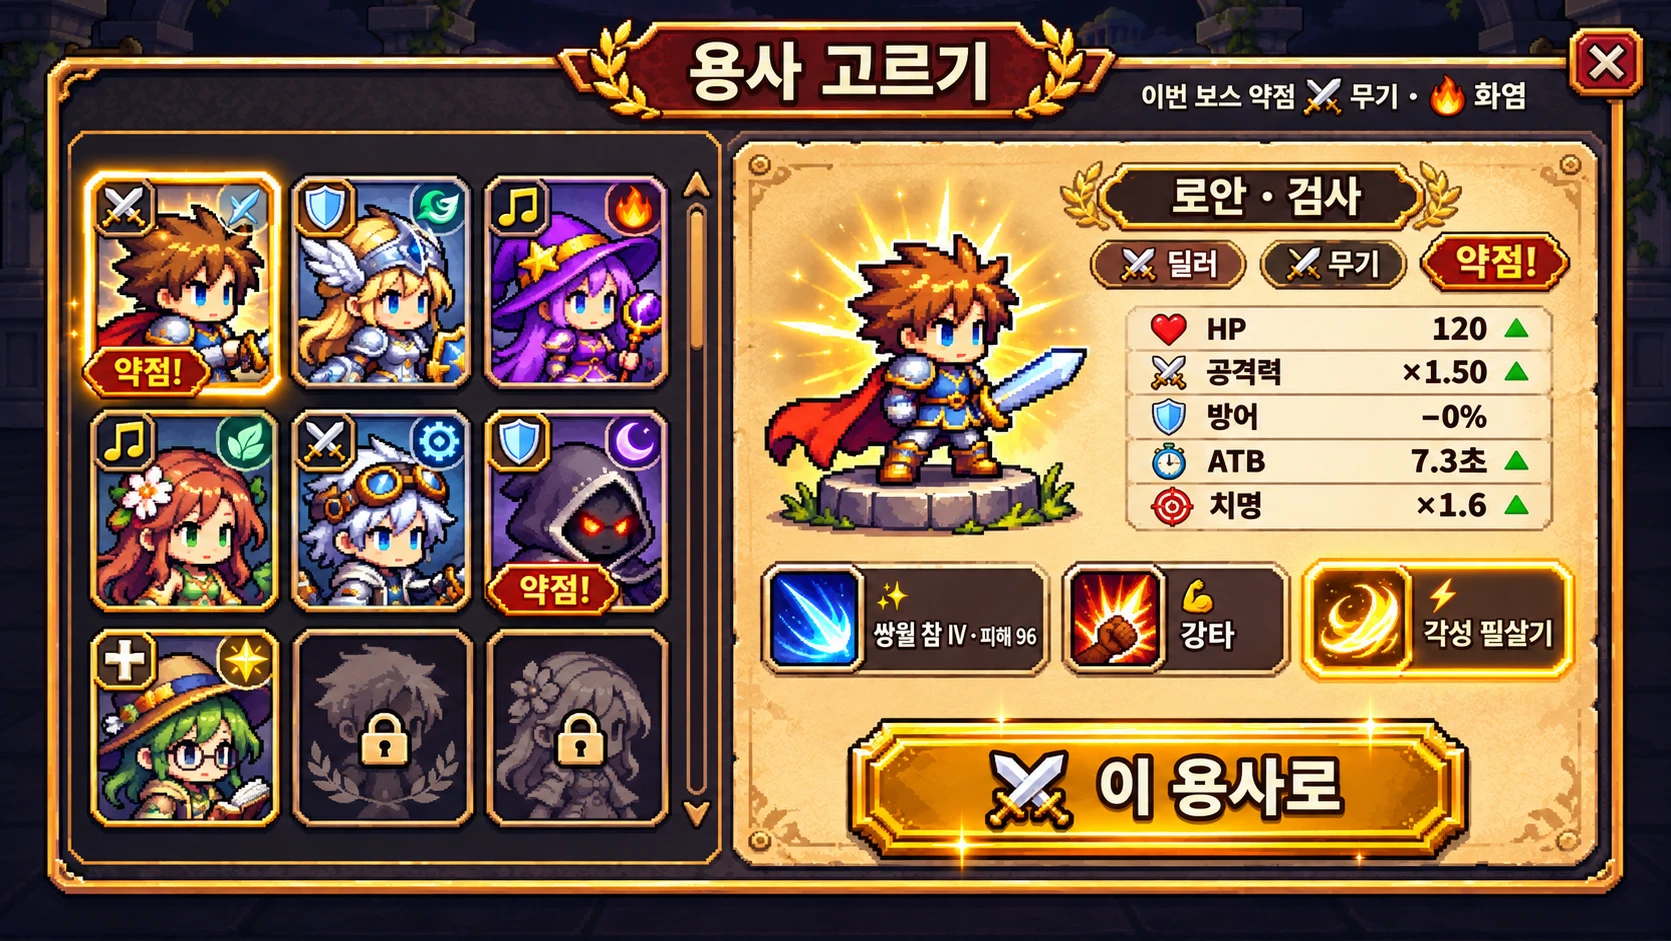 용사 고르기
이번 보스 약점 무기 · 화염
약점!
약점!
로안 · 검사
딜러
무기
약점!
HP 120
공격력 ×1.50
방어 −0%
ATB 7.3초
치명 ×1.6
쌍월 참 IV · 피해 96
강타
각성 필살기
이 용사로